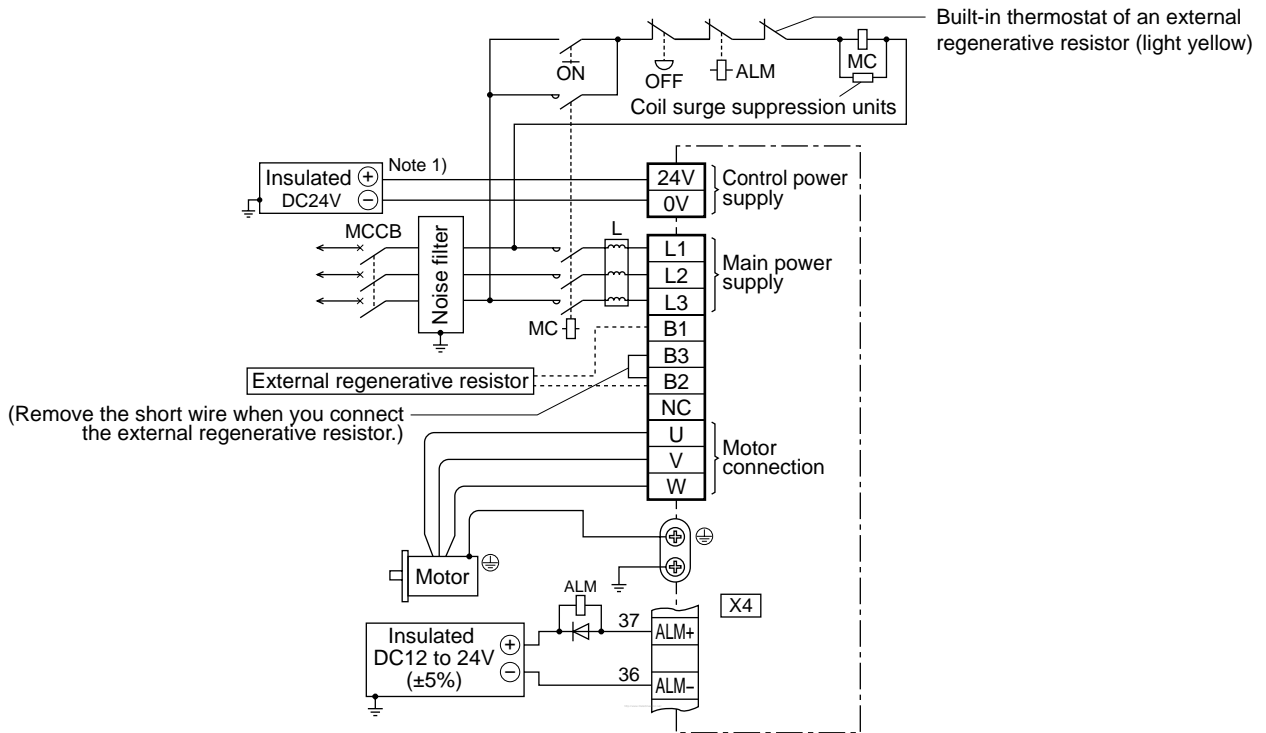 Built-in thermostat of an external
regenerative resistor (light yellow)
ON
OFF
ALM
MC
Coil surge suppression units
Note 1)
Insulated
DC24V
24V
0V
Control power
supply
MCCB
Noise filter
L
L1
L2
L3
Main power
supply
MC
B1
B3
B2
NC
External regenerative resistor
(Remove the short wire when you connect
the external regenerative resistor.)
U
V
W
Motor
connection
Motor
X4
ALM
37
ALM+
Insulated
DC12 to 24V
(±5%)
36
ALM−